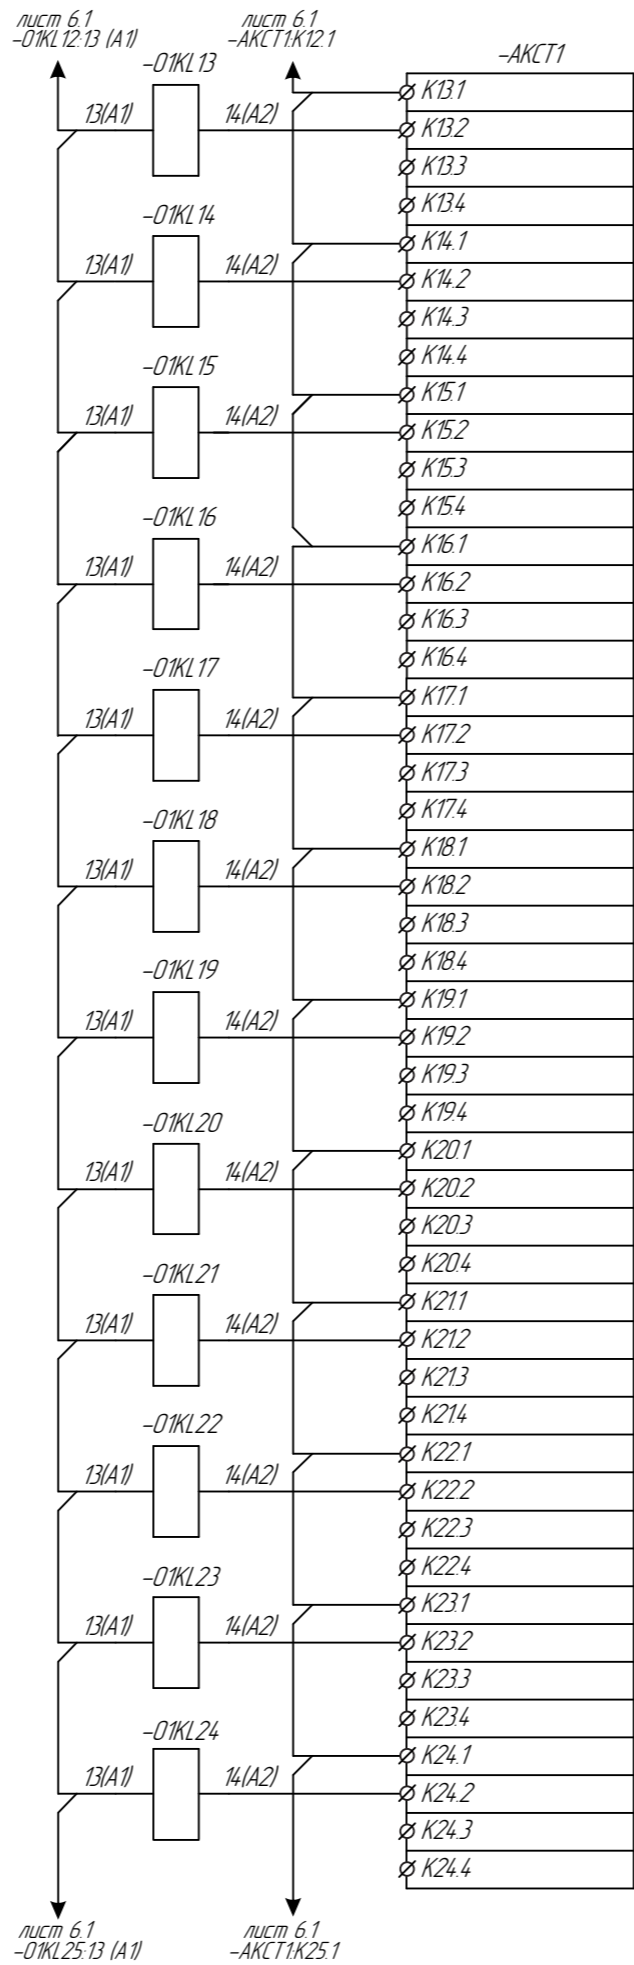 лист 6.1
-01KL12:13 (A1)
лист 6.1
-АКСТ1:К12.1
-АКСТ1
-01KL13
13(A1)
14(A2)
K13.1
K13.2
K13.3
K13.4
-01KL14
13(A1)
14(A2)
K14.1
K14.2
K14.3
K14.4
-01KL15
13(A1)
14(A2)
K15.1
K15.2
K15.3
K15.4
-01KL16
13(A1)
14(A2)
K16.1
K16.2
K16.3
K16.4
-01KL17
13(A1)
14(A2)
K17.1
K17.2
K17.3
K17.4
-01KL18
13(A1)
14(A2)
K18.1
K18.2
K18.3
K18.4
-01KL19
13(A1)
14(A2)
K19.1
K19.2
K19.3
K19.4
-01KL20
13(A1)
14(A2)
K20.1
K20.2
K20.3
K20.4
-01KL21
13(A1)
14(A2)
K21.1
K21.2
K21.3
K21.4
-01KL22
13(A1)
14(A2)
K22.1
K22.2
K22.3
K22.4
-01KL23
13(A1)
14(A2)
K23.1
K23.2
K23.3
K23.4
-01KL24
13(A1)
14(A2)
K24.1
K24.2
K24.3
K24.4
лист 6.1
-01KL25:13 (A1)
лист 6.1
-АКСТ1:К25.1